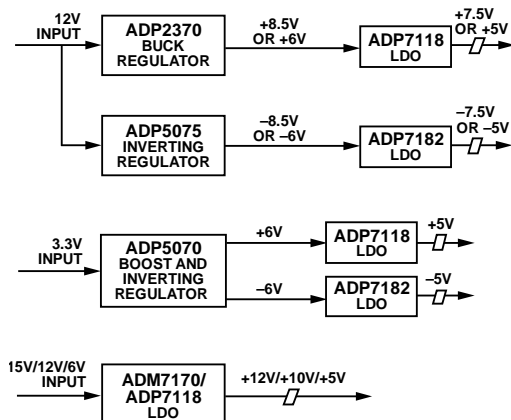 12V
INPUT
ADP2370
BUCK
REGULATOR
+8.5V
OR +6V
ADP7118
LDO
+7.5V
OR +5V
ADP5075
INVERTING
REGULATOR
–8.5V
OR –6V
ADP7182
LDO
–7.5V
OR –5V
3.3V
INPUT
ADP5070
BOOST AND
INVERTING
REGULATOR
+6V
ADP7118
LDO
+5V
–6V
ADP7182
LDO
–5V
15V/12V/6V
INPUT
ADM7170/
ADP7118
LDO
+12V/+10V/+5V